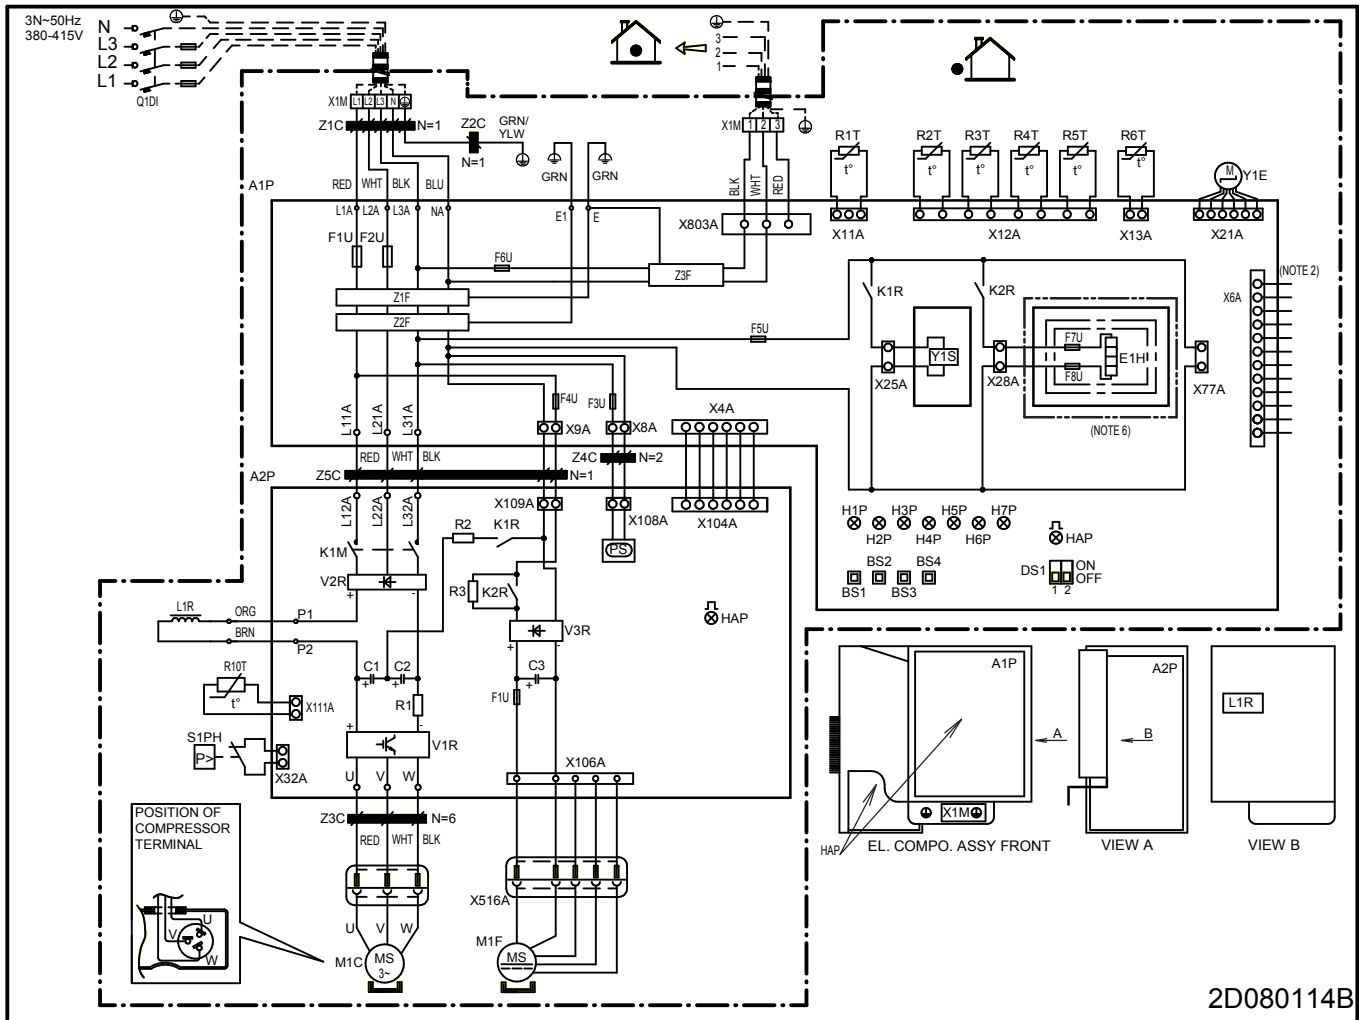 3N~50Hz
380-415V
N
L3
L2
L1
Q1DI
3
2
1
X1M L1 L2 L3 N
Z1C N=1
Z2C
N=1
GRN/
YLW
GRN
GRN
X1M 1 2 3
RED WHT BLK BLU
BLK WHT RED
A1P
L1A L2A L3A NA
E1 E
F1U F2U
F6U
Z3F
Z1F
Z2F
F5U
X803A
R1T
t°
X11A
R2T R3T R4T R5T
t° t° t° t°
X12A
R6T
t°
X13A
M
Y1E
X21A
(NOTE 2)
X6A
K1R
K2R
Y1S
X25A
X28A
F7U
F8U
E1H
X77A
(NOTE 6)
L11A L21A L31A
F4U
F3U
X9A
X8A
X4A
RED WHT BLK
Z5C N=1
Z4C N=2
A2P
L12A L22A L32A
X109A
X108A
X104A
PS
K1M
V2R
+ -
R2
K1R
R3
K2R
V3R
+ -
HAP
L1R
ORG
BRN
P1
P2
C1
+
C2
+
C3
+
F1U
R1
R10T
t°
X111A
S1PH
P>
X32A
+ -
V1R
U V W
X106A
Z3C N=6
RED WHT BLK
X516A
U V W
M1C
MS
3~
M1F
MS
POSITION OF
COMPRESSOR
TERMINAL
U
V
W
H1P H3P H5P H7P
H2P H4P H6P
HAP
BS2 BS4
BS1 BS3
DS1
ON
OFF
1 2
A1P
X1M
HAP
EL. COMPO. ASSY FRONT
A
A2P
B
VIEW A
L1R
VIEW B
2D080114B